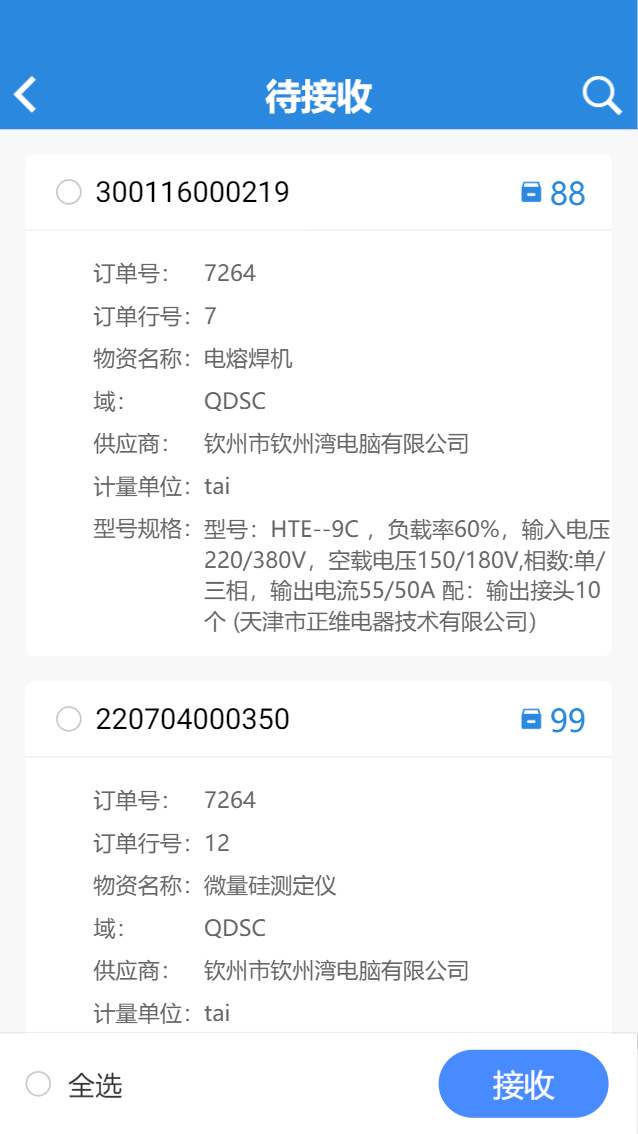 待接收
300116000219 88
订单号： 7264
订单行号：7
物资名称：电熔焊机
域： QDSC
供应商： 钦州市钦州湾电脑有限公司
计量单位：tai
型号规格：型号：HTE--9C ，负载率60%，输入电压
220/380V，空载电压150/180V,相数:单/
三相，输出电流55/50A 配：输出接头10
个 (天津市正维电器技术有限公司）
220704000350 99
订单号： 7264
订单行号：12
物资名称：微量硅测定仪
域： QDSC
供应商： 钦州市钦州湾电脑有限公司
计量单位：tai
全选 接收